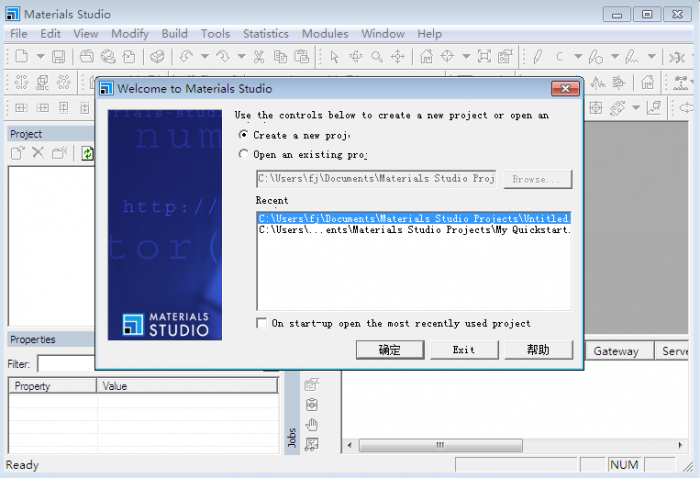 Materials Studio
File Edit View Modify Build Tools Statistics Modules Window Help
Welcome to Materials Studio
num
http://
tor(
MATERIALS
STUDIO
Use the controls below to create a new project or open an
Create a new proj
Open an existing proj
C:\Users\fj\Documents\Materials Studio Proj
Browse...
Recent
C:\Users\fj\Documents\Materials Studio Projects\Untitled
C:\Users\...ents\Materials Studio Projects\My Quickstart.
On start-up open the most recently used project
确定 Exit 帮助
Project
Properties
Filter:
Property Value
Jobs
Gateway Serve
Ready
NUM